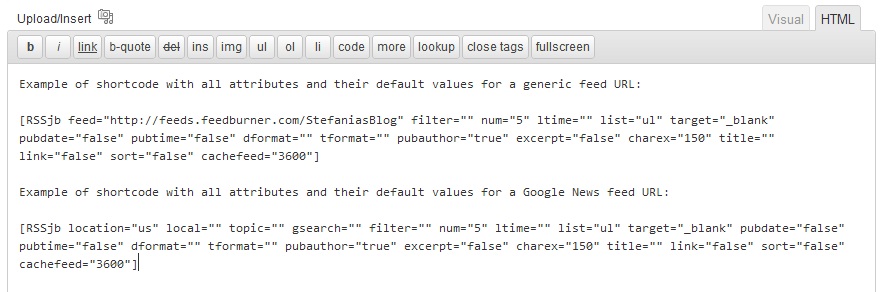 Upload/Insert
Visual HTML
b i link b-quote del ins img ul ol li code more lookup close tags fullscreen
Example of shortcode with all attributes and their default values for a generic feed URL:
[RSSjb feed="http://feeds.feedburner.com/StefaniasBlog" filter="" num="5" ltime="" list="ul" target="_blank"
pubdate="false" pubtime="false" dformat="" tformat="" pubauthor="true" excerpt="false" charex="150" title=""
link="false" sort="false" cachefeed="3600"]
Example of shortcode with all attributes and their default values for a Google News feed URL:
[RSSjb location="us" local="" topic="" gsearch="" filter="" num="5" ltime="" list="ul" target="_blank" pubdate="false"
pubtime="false" dformat="" tformat="" pubauthor="true" excerpt="false" charex="150" title="" link="false" sort="false"
cachefeed="3600"]